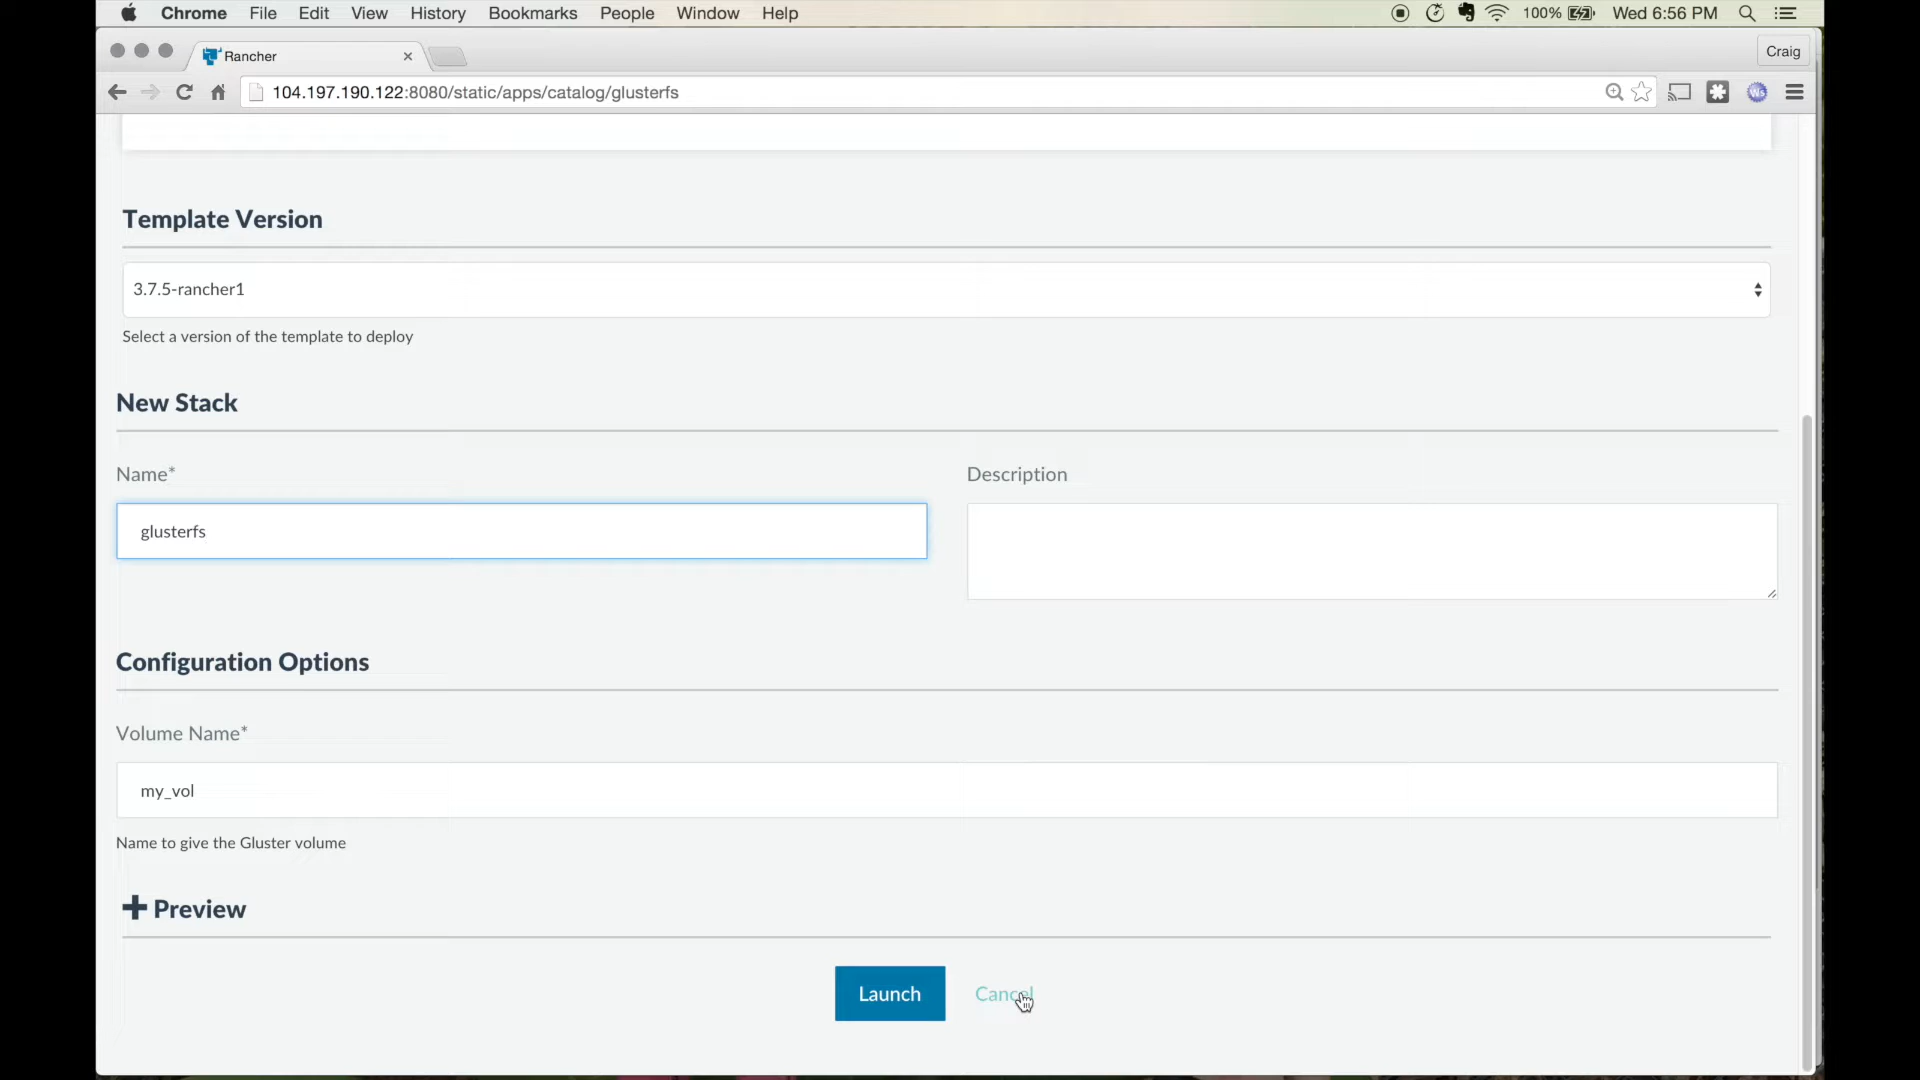 Chrome File Edit View History Bookmarks People Window Help 100% Wed 6:56 PM
Rancher Craig
104.197.190.122:8080/static/apps/catalog/glusterfs
Template Version
3.7.5-rancher1
Select a version of the template to deploy
New Stack
Name* Description
glusterfs
Configuration Options
Volume Name*
my_vol
Name to give the Gluster volume
Preview
Launch Cancel